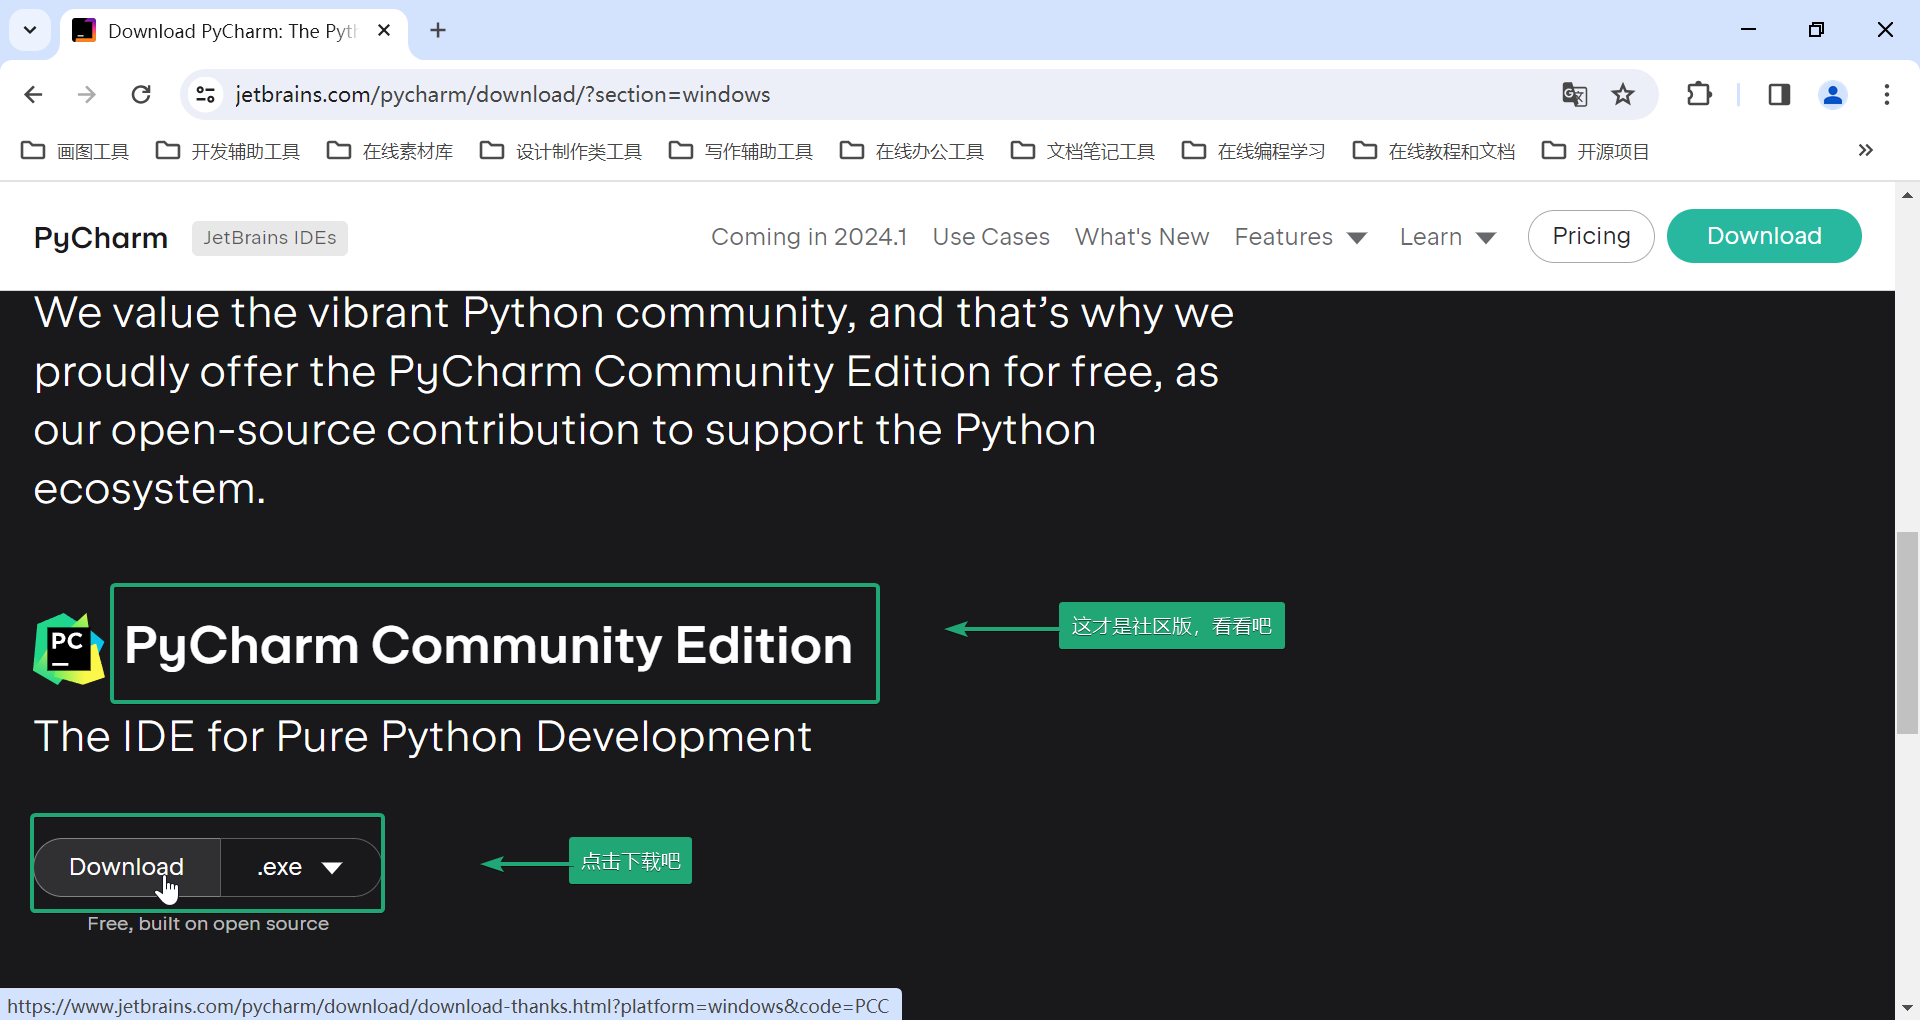 Download PyCharm: The Pyt
jetbrains.com/pycharm/download/?section=windows
画图工具 开发辅助工具 在线素材库 设计制作类工具 写作辅助工具 在线办公工具 文档笔记工具 在线编程学习 在线教程和文档 开源项目
PyCharm JetBrains IDEs Coming in 2024.1 Use Cases What's New Features Learn Pricing Download
We value the vibrant Python community, and that’s why we
proudly offer the PyCharm Community Edition for free, as
our open-source contribution to support the Python
ecosystem.
PC PyCharm Community Edition 这才是社区版，看看吧
The IDE for Pure Python Development
Download .exe 点击下载吧
Free, built on open source
https://www.jetbrains.com/pycharm/download/download-thanks.html?platform=windows&code=PCC